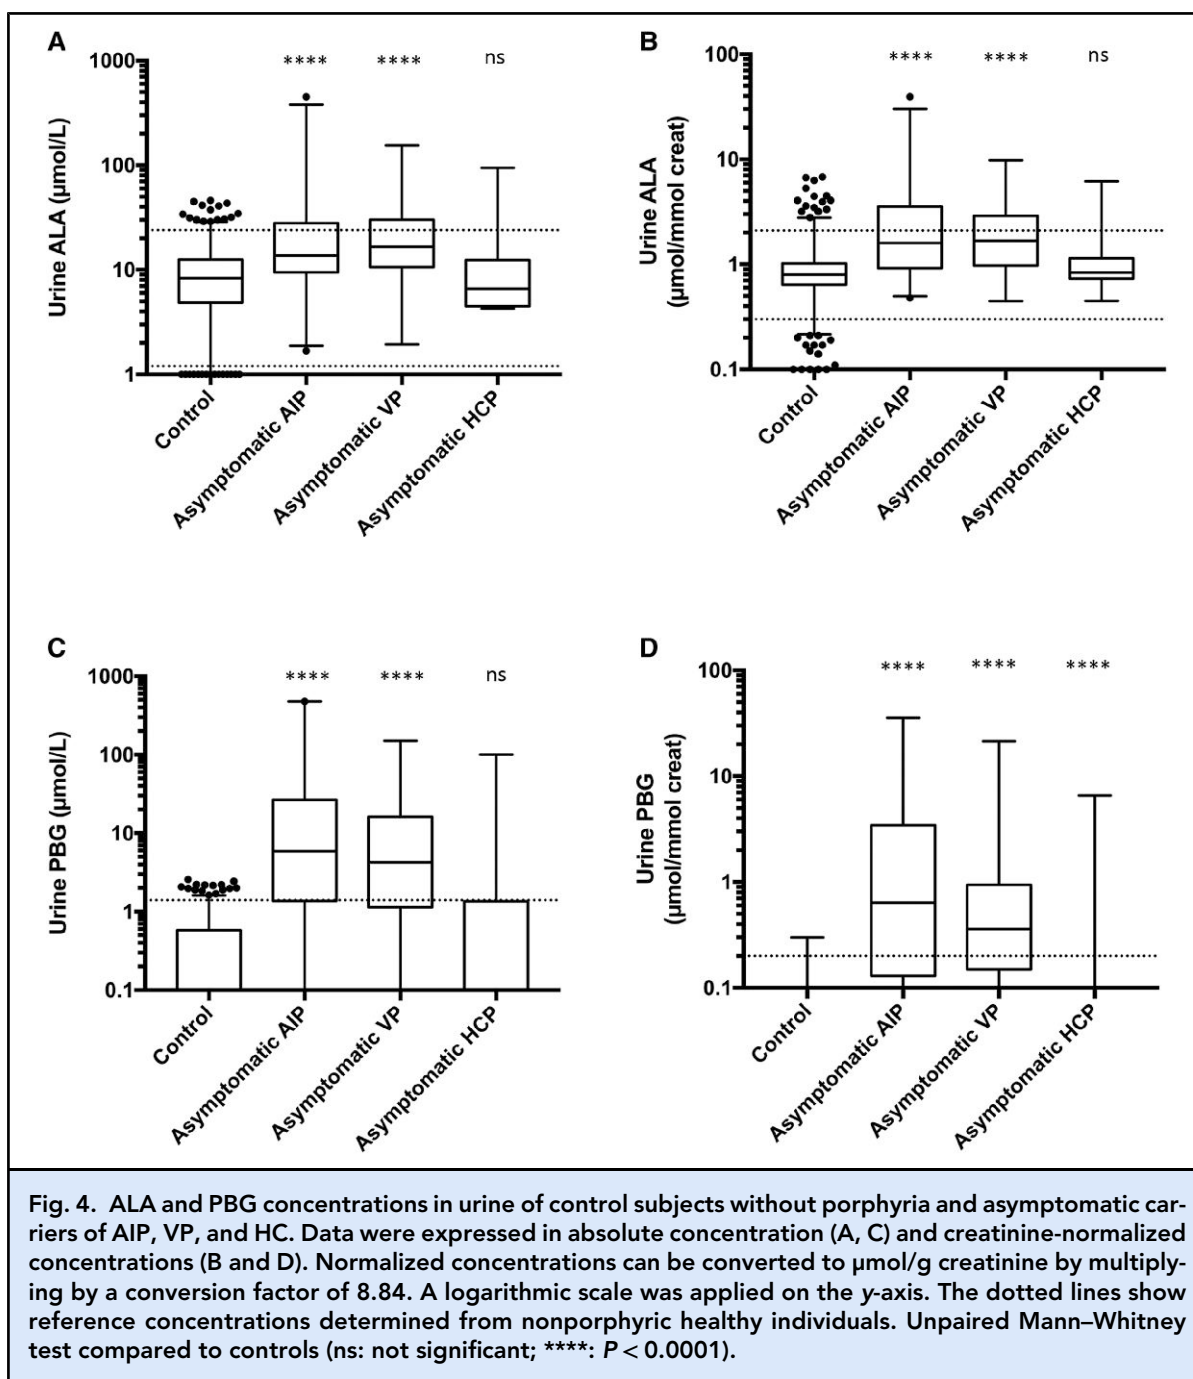 A
Urine ALA (µmol/L)
1000
100
10
1
****
****
ns
Control
Asymptomatic AIP
Asymptomatic VP
Asymptomatic HCP
B
Urine ALA
(µmol/mmol creat)
100
10
1
0.1
****
****
ns
Control
Asymptomatic AIP
Asymptomatic VP
Asymptomatic HCP
C
Urine PBG (µmol/L)
1000
100
10
1
0.1
****
****
ns
Control
Asymptomatic AIP
Asymptomatic VP
Asymptomatic HCP
D
Urine PBG
(µmol/mmol creat)
100
10
1
0.1
****
****
****
Control
Asymptomatic AIP
Asymptomatic VP
Asymptomatic HCP
Fig. 4. ALA and PBG concentrations in urine of control subjects without porphyria and asymptomatic car-
riers of AIP, VP, and HC. Data were expressed in absolute concentration (A, C) and creatinine-normalized
concentrations (B and D). Normalized concentrations can be converted to µmol/g creatinine by multiply-
ing by a conversion factor of 8.84. A logarithmic scale was applied on the y-axis. The dotted lines show
reference concentrations determined from nonporphyric healthy individuals. Unpaired Mann–Whitney
test compared to controls (ns: not significant; ****: P < 0.0001).